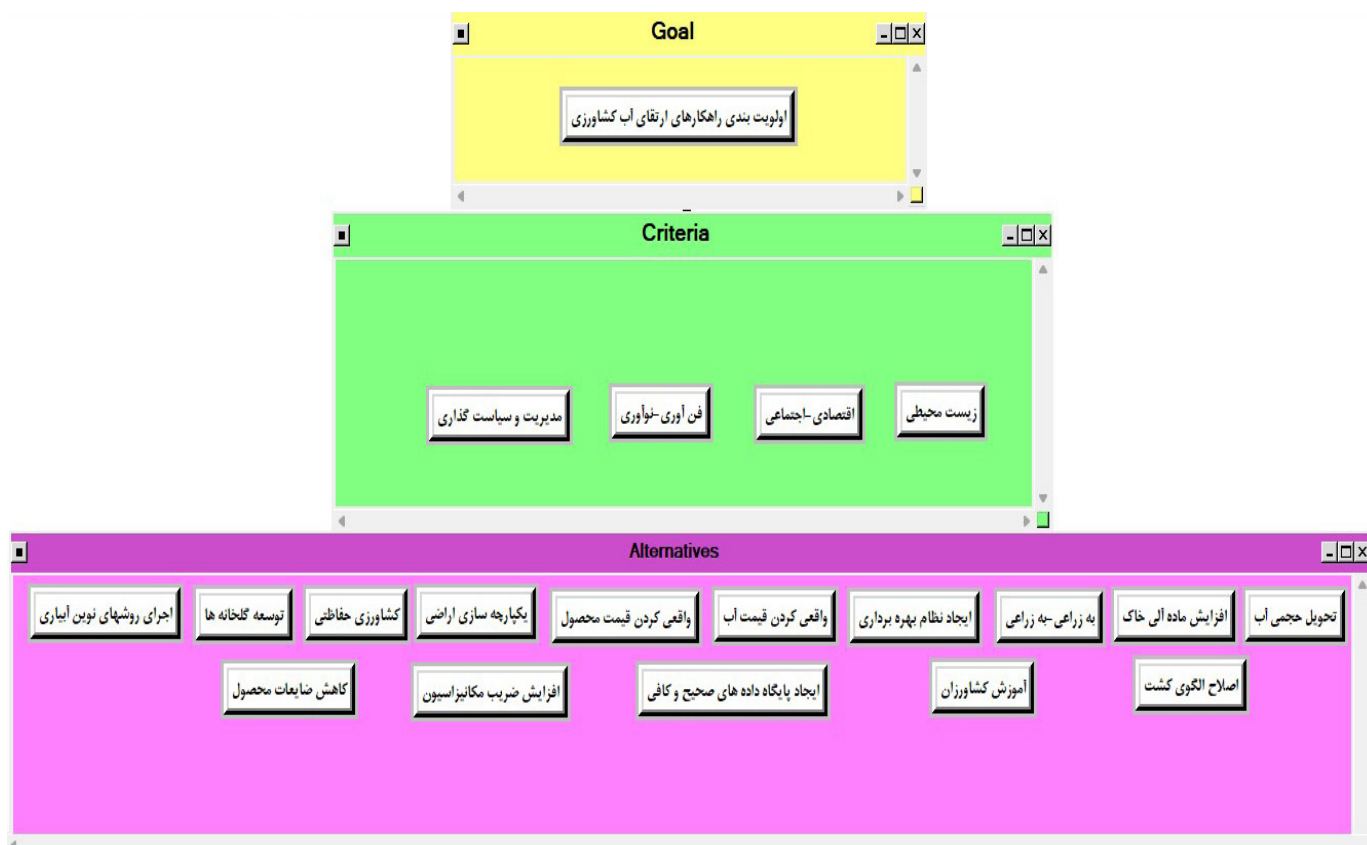 Goal
اولویت بندی راهکارهای ارتقای آب کشاورزی
Criteria
زیست محیطی
اقتصادی-اجتماعی
فن آوری-نوآوری
مدیریت و سیاست گذاری
Alternatives
تحویل حجمی آب
افزایش ماده آلی خاک
به زراعی-به زراعی
ایجاد نظام بهره برداری
واقعی کردن قیمت آب
واقعی کردن قیمت محصول
یکپارچه سازی اراضی
کشاورزی حفاظتی
توسعه گلخانه ها
اجرای روشهای نوین آبیاری
اصلاح الگوی کشت
آموزش کشاورزان
ایجاد پایگاه داده های صحیح و کافی
افزایش ضریب مکانیزاسیون
کاهش ضایعات محصول